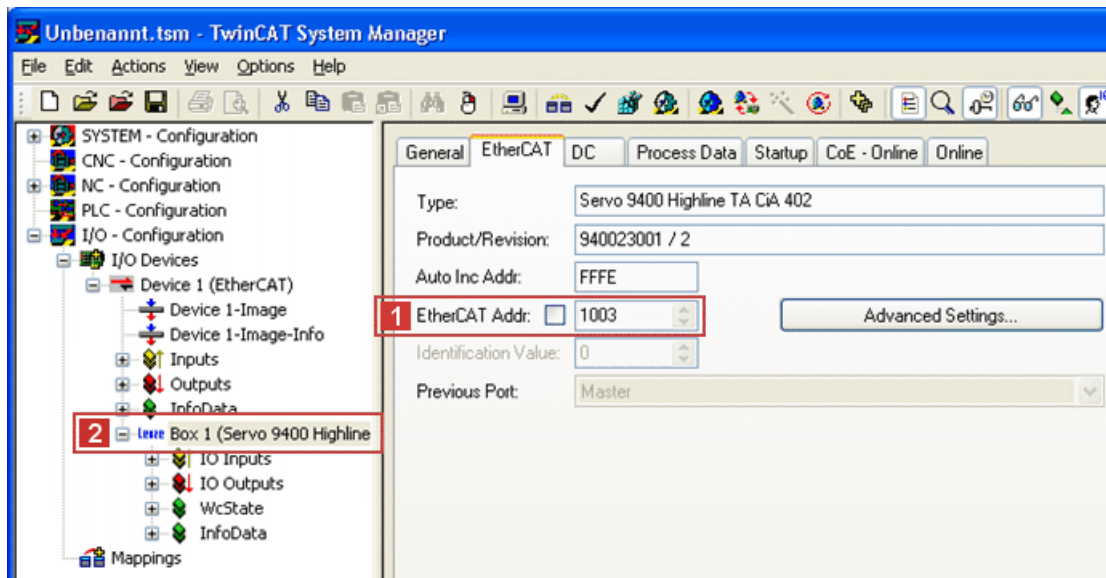 Unbenannt.tsm - TwinCAT System Manager
File Edit Actions View Options Help
SYSTEM - Configuration
CNC - Configuration
NC - Configuration
PLC - Configuration
I/O - Configuration
I/O Devices
Device 1 (EtherCAT)
Device 1-Image
Device 1-Image-Info
Inputs
Outputs
InfoData
2 Lenze Box 1 (Servo 9400 Highline
IO Inputs
IO Outputs
WcState
InfoData
Mappings
General EtherCAT DC Process Data Startup CoE - Online Online
Type: Servo 9400 Highline TA CiA 402
Product/Revision: 940023001 / 2
Auto Inc Addr: FFFE
1 EtherCAT Addr: 1003 Advanced Settings...
Identification Value: 0
Previous Port: Master